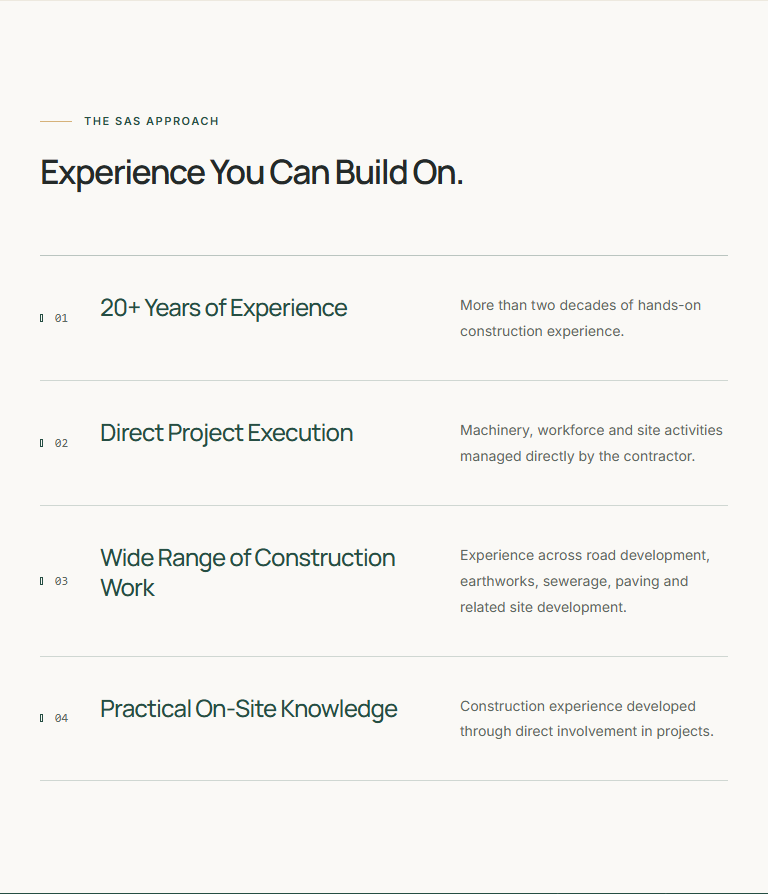 THE SAS APPROACH
Experience You Can Build On.
01
20+ Years of Experience
More than two decades of hands-on
construction experience.
02
Direct Project Execution
Machinery, workforce and site activities
managed directly by the contractor.
03
Wide Range of Construction
Work
Experience across road development,
earthworks, sewerage, paving and
related site development.
04
Practical On-Site Knowledge
Construction experience developed
through direct involvement in projects.